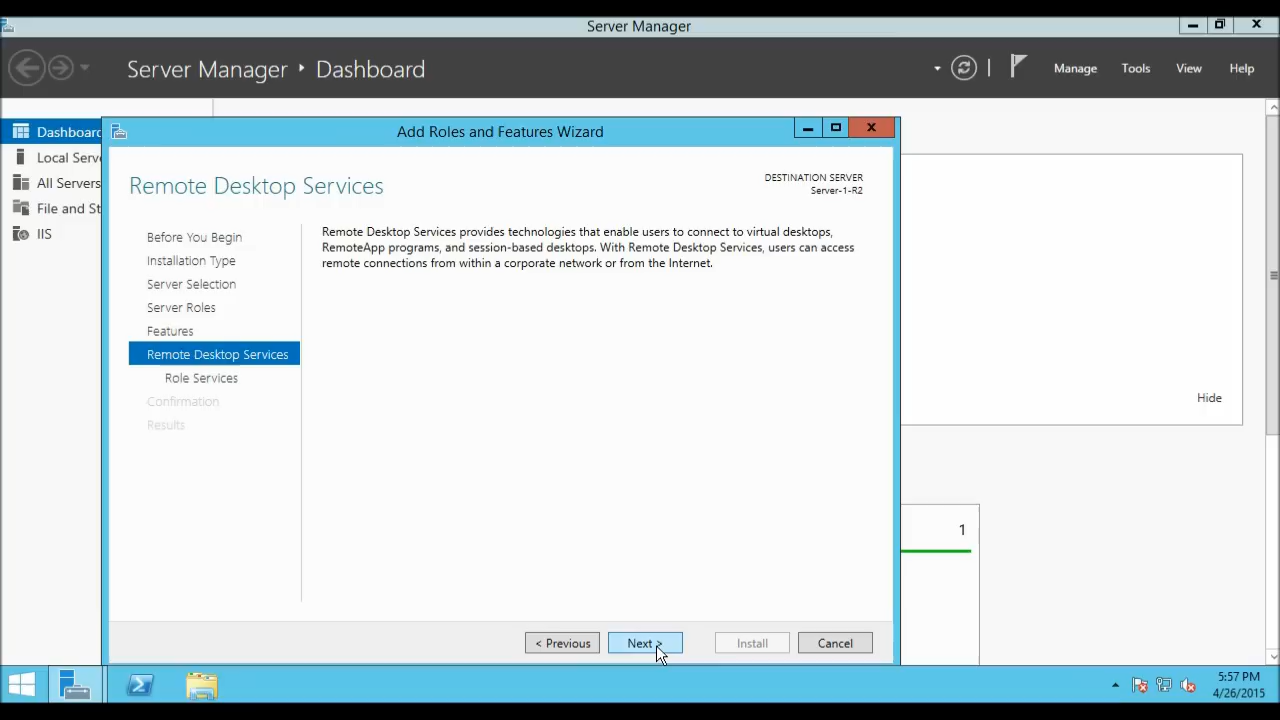 Server Manager
Server Manager ‣ Dashboard
Manage Tools View Help
Dashboard
Local Serv
All Servers
File and St
IIS
Add Roles and Features Wizard
Remote Desktop Services
DESTINATION SERVER
Server-1-R2
Before You Begin
Installation Type
Server Selection
Server Roles
Features
Remote Desktop Services
Role Services
Confirmation
Results
Remote Desktop Services provides technologies that enable users to connect to virtual desktops,
RemoteApp programs, and session-based desktops. With Remote Desktop Services, users can access
remote connections from within a corporate network or from the Internet.
Hide
1
< Previous
Next >
Install
Cancel
5:57 PM
4/26/2015